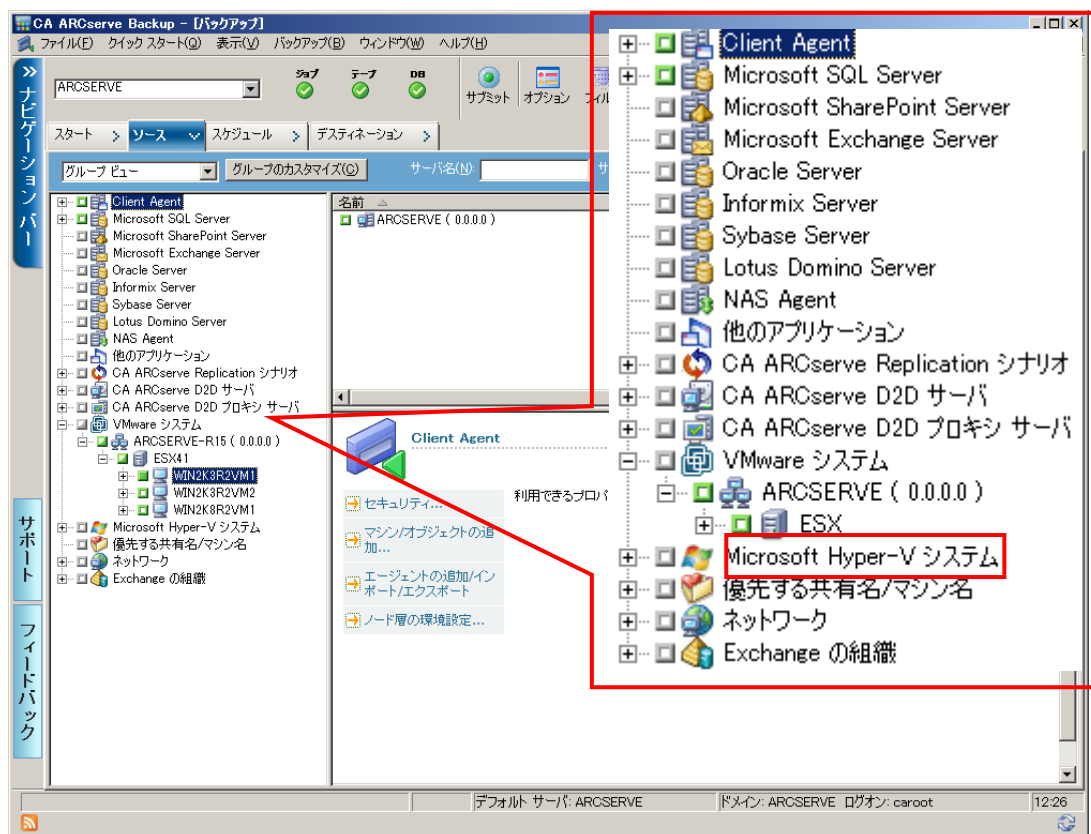 CA ARCserve Backup - [バックアップ]
ファイル(F) クイック スタート(Q) 表示(V) バックアップ(B) ウィンドウ(W) ヘルプ(H)
ナビゲーション バー
サポート
フィードバック
ARCSERVE
ジョブ テープ DB
サブミット オプション フィル
スタート ソース スケジュール デスティネーション
グループ ビュー グループのカスタマイズ(C) サーバ名(N): サ
Client Agent
Microsoft SQL Server
Microsoft SharePoint Server
Microsoft Exchange Server
Oracle Server
Informix Server
Sybase Server
Lotus Domino Server
NAS Agent
他のアプリケーション
CA ARCserve Replication シナリオ
CA ARCserve D2D サーバ
CA ARCserve D2D プロキシ サーバ
VMware システム
ARCSERVE-R15 ( 0.0.0.0 )
ESX41
WIN2K3R2VM1
WIN2K3R2VM2
WIN2K8R2VM1
Microsoft Hyper-V システム
優先する共有名/マシン名
ネットワーク
Exchange の組織
名前
ARCSERVE ( 0.0.0.0 )
Client Agent
セキュリティ...
マシン/オブジェクトの追
加...
エージェントの追加/イン
ポート/エクスポート
ノード層の環境設定...
利用できるプロバ
Client Agent
Microsoft SQL Server
Microsoft SharePoint Server
Microsoft Exchange Server
Oracle Server
Informix Server
Sybase Server
Lotus Domino Server
NAS Agent
他のアプリケーション
CA ARCserve Replication シナリオ
CA ARCserve D2D サーバ
CA ARCserve D2D プロキシ サーバ
VMware システム
ARCSERVE ( 0.0.0.0 )
ESX
Microsoft Hyper-V システム
優先する共有名/マシン名
ネットワーク
Exchange の組織
デフォルト サーバ: ARCSERVE ドメイン: ARCSERVE ログオン: caroot 12:26